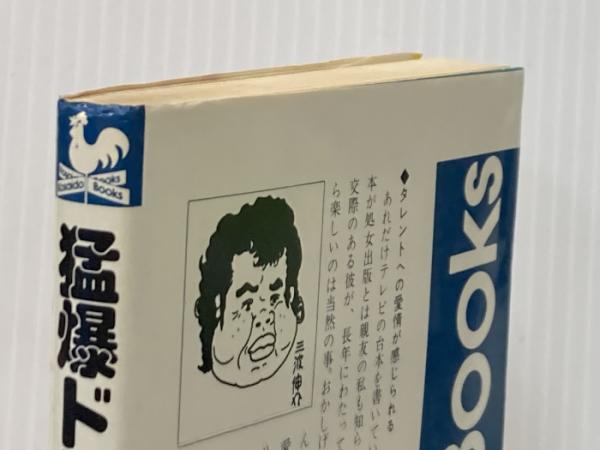 Books
Kosaido
Books
猛爆ド
◆タレントへの愛情が感じられる
あれだけテレビの台本を書いてい
本が処女出版とは親友の私も知ら
交際のある彼が、長年にわたって
ら楽しいのは当然の事。おかしげ
三波伸介
Books